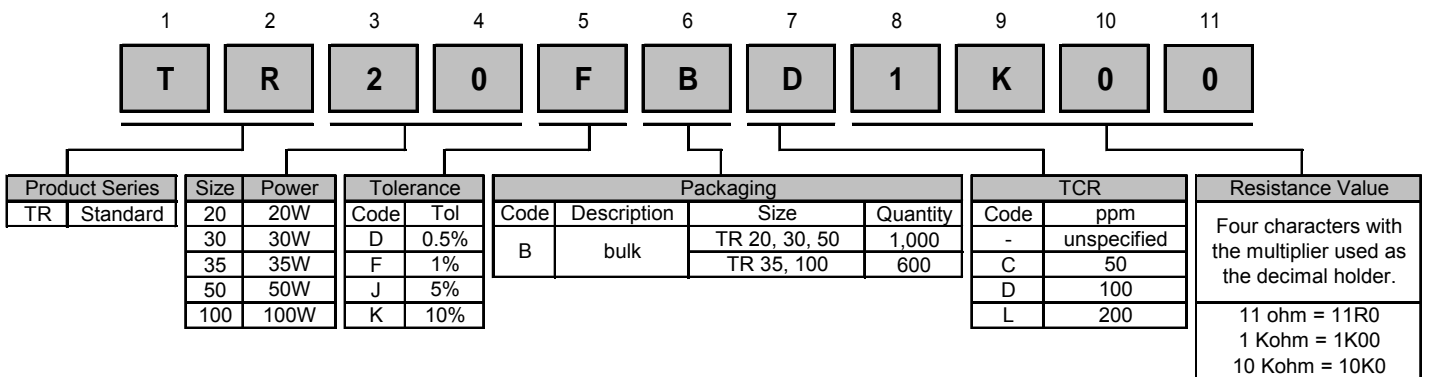 1 2 3 4 5 6 7 8 9 10 11
T R 2 0 F B D 1 K 0 0
Product Series
TR Standard
Size Power
20 20W
30 30W
35 35W
50 50W
100 100W
Tolerance
Code Tol
D 0.5%
F 1%
J 5%
K 10%
Packaging
Code Description Size Quantity
B bulk TR 20, 30, 50 1,000
TR 35, 100 600
TCR
Code ppm
- unspecified
C 50
D 100
L 200
Resistance Value
Four characters with
the multiplier used as
the decimal holder.
11 ohm = 11R0
1 Kohm = 1K00
10 Kohm = 10K0